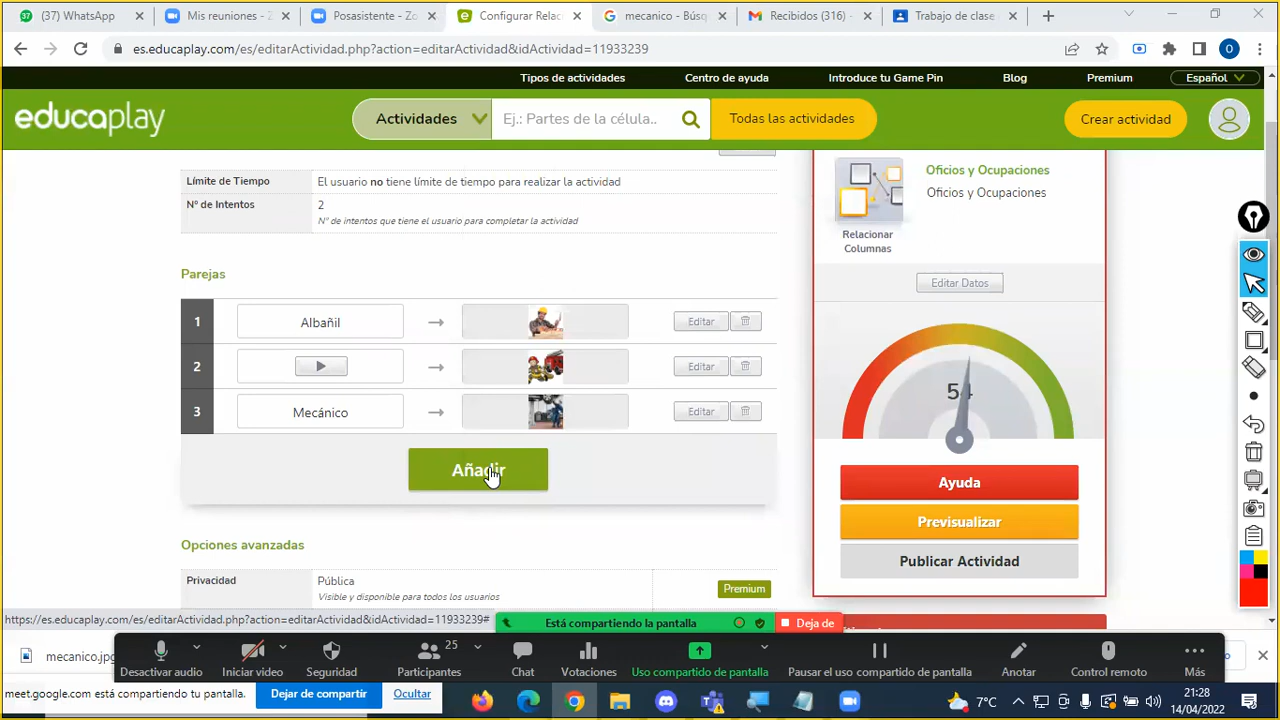 (37) WhatsApp
Mis reuniones - Z
Posasistente - Zo
Configurar Relac
mecanico - Búsq
Recibidos (316) -
Trabajo de clase
es.educaplay.com/es/editarActividad.php?action=editarActividad&idActividad=11933239
O
Tipos de actividades
Centro de ayuda
Introduce tu Game Pin
Blog
Premium
Español
educaplay
Actividades
Ej.: Partes de la célula..
Todas las actividades
Crear actividad
Límite de Tiempo
El usuario no tiene límite de tiempo para realizar la actividad
Nº de Intentos
2
Nº de intentos que tiene el usuario para completar la actividad
Oficios y Ocupaciones
Oficios y Ocupaciones
Relacionar
Columnas
Editar Datos
Parejas
1
Albañil
Editar
2
Editar
3
Mecánico
Editar
Añadir
54
Ayuda
Previsualizar
Publicar Actividad
Opciones avanzadas
Privacidad
Pública
Visible y disponible para todos los usuarios
Premium
https://es.educaplay.com/es/editarActividad.php?action=editarActividad&idActividad=11933239#
Está compartiendo la pantalla
Deja de
mecanico.jpg
25
Desactivar audio
Iniciar video
Seguridad
Participantes
Chat
Votaciones
Uso compartido de pantalla
Pausar el uso compartido de pantalla
Anotar
Control remoto
Más
meet.google.com está compartiendo tu pantalla.
Dejar de compartir
Ocultar
7°C
21:28
14/04/2022